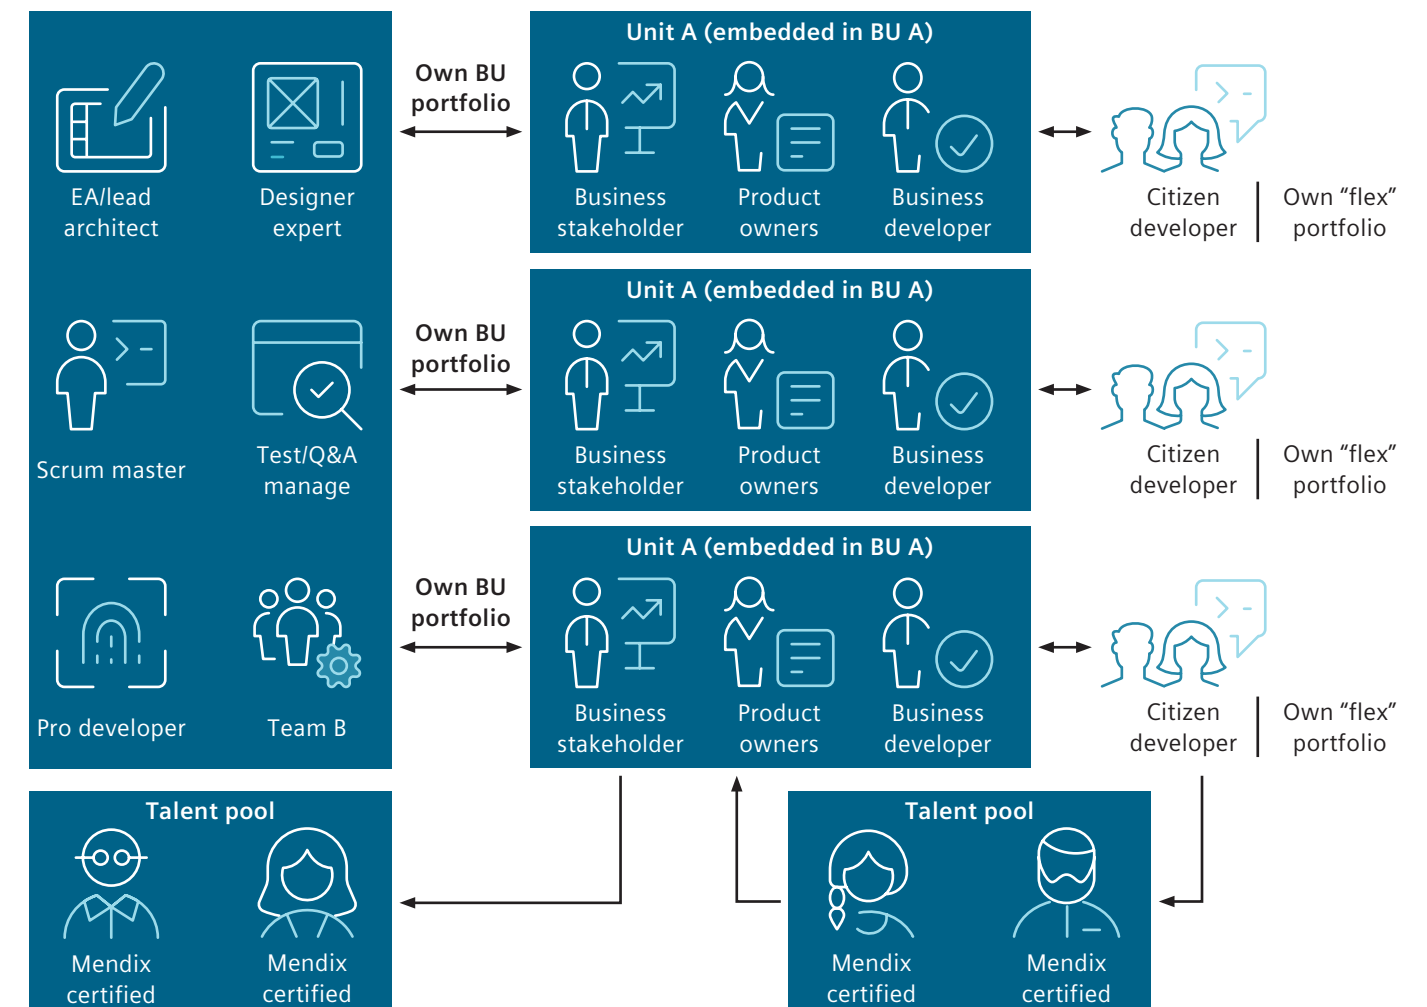 EA/lead
architect
Designer
expert
Scrum master
Test/Q&A
manage
Pro developer
Team B
Own BU
portfolio
Unit A (embedded in BU A)
Business
stakeholder
Product
owners
Business
developer
Citizen
developer
Own “flex”
portfolio
Own BU
portfolio
Unit A (embedded in BU A)
Business
stakeholder
Product
owners
Business
developer
Citizen
developer
Own “flex”
portfolio
Own BU
portfolio
Unit A (embedded in BU A)
Business
stakeholder
Product
owners
Business
developer
Citizen
developer
Own “flex”
portfolio
Talent pool
Mendix
certified
Mendix
certified
Talent pool
Mendix
certified
Mendix
certified